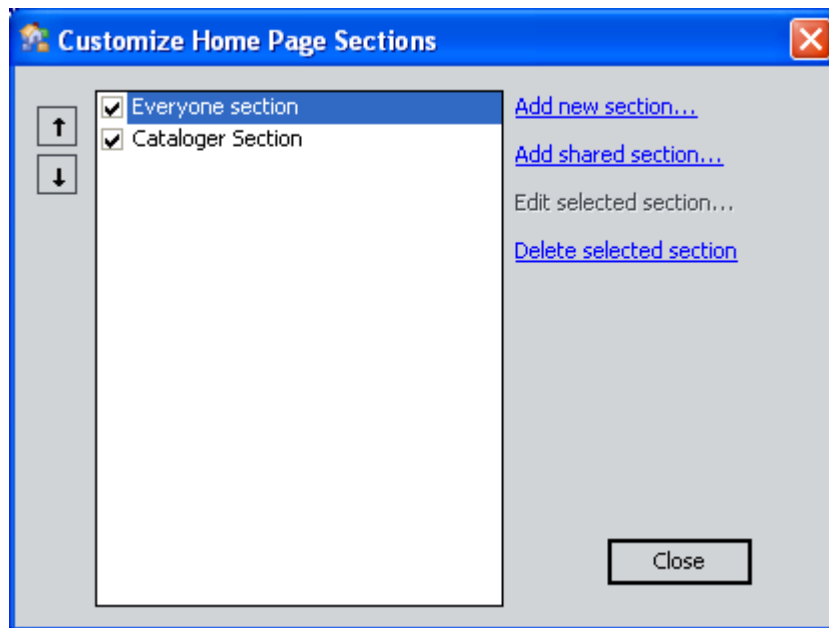 Customize Home Page Sections
Everyone section
Cataloger Section
Add new section...
Add shared section...
Edit selected section...
Delete selected section
Close